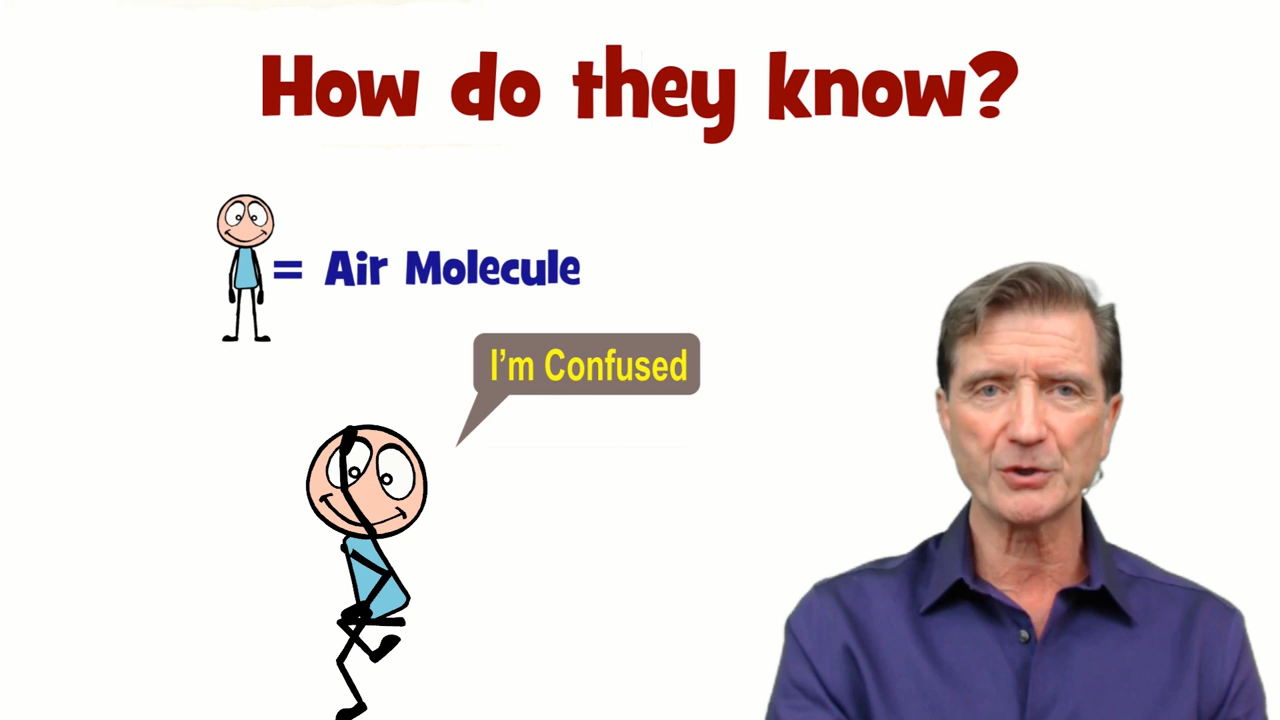 How do they know?
= Air Molecule
I'm Confused